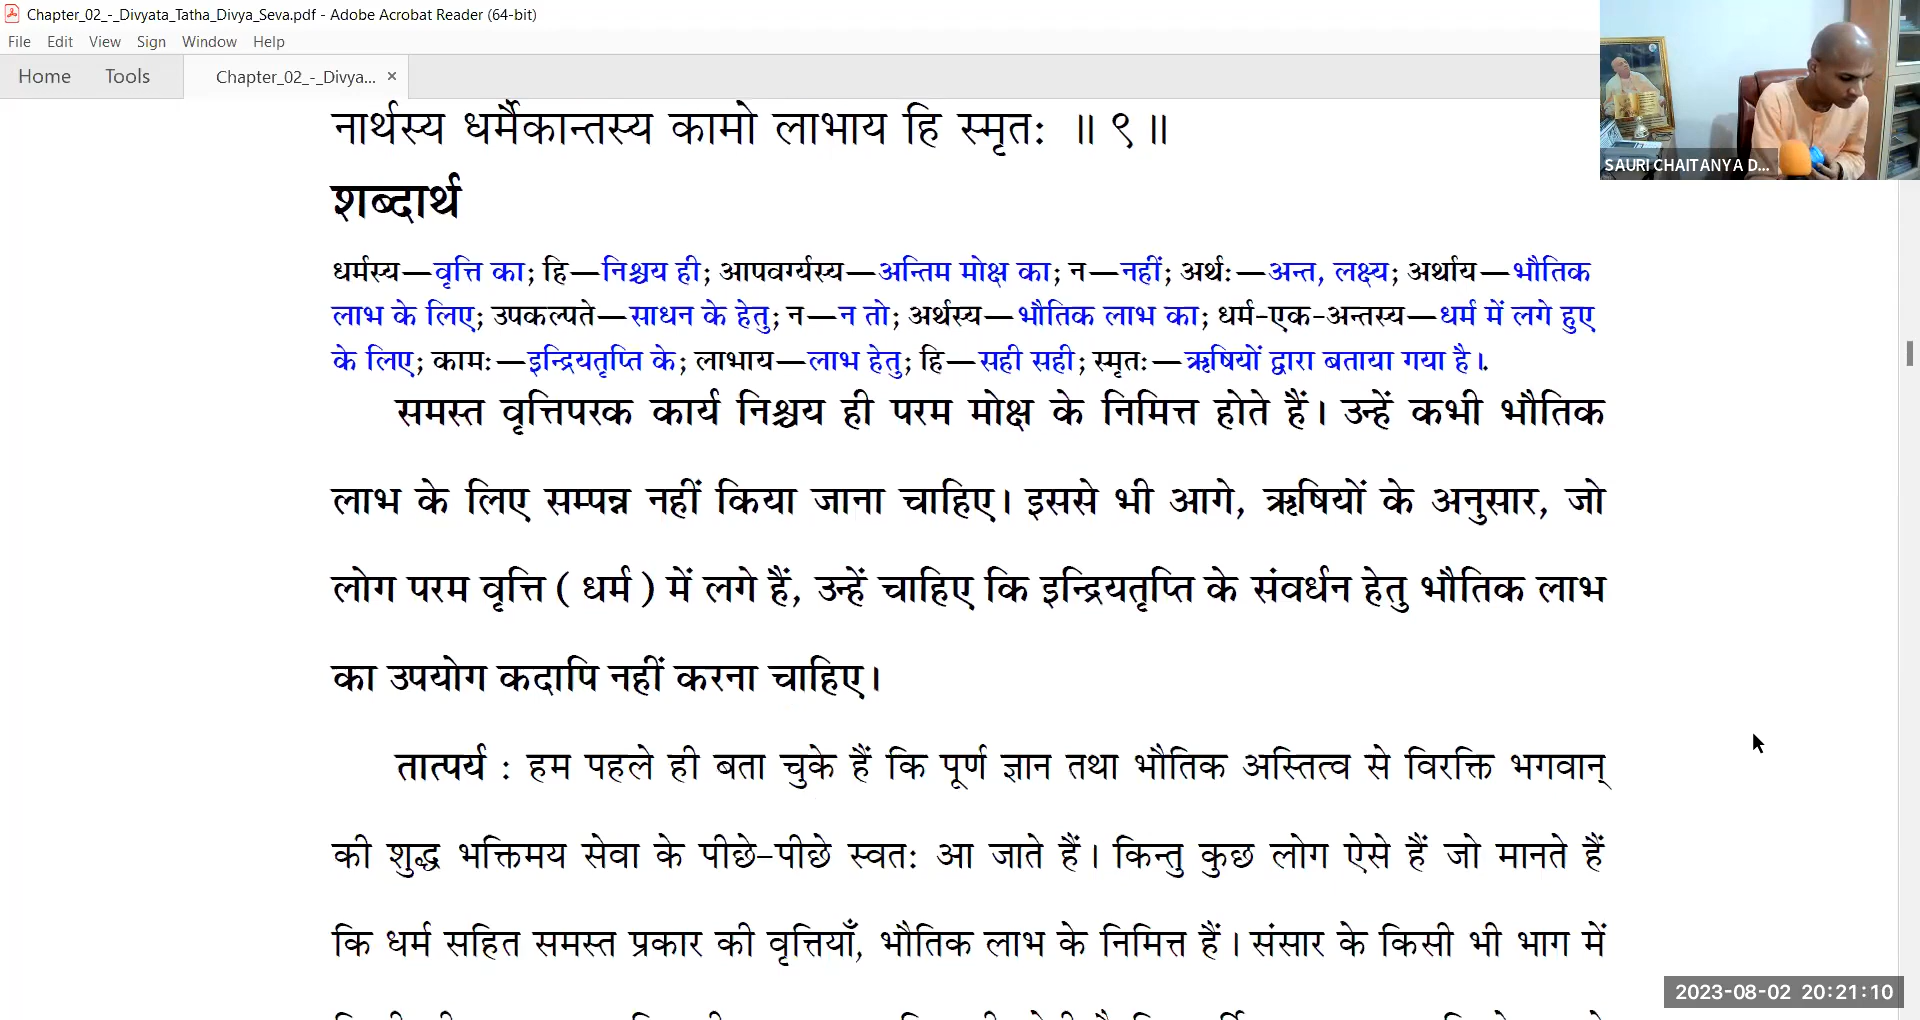 Chapter_02_-_Divyata_Tatha_Divya_Seva.pdf - Adobe Acrobat Reader (64-bit)
File Edit View Sign Window Help
Home Tools Chapter_02_-_Divya... ×
नार्थस्य धर्मैकान्तस्य कामो लाभाय हि स्मृतः ॥ ९ ॥
शब्दार्थ
धर्मस्य—वृत्ति का; हि—निश्चय ही; आपवर्ग्यस्य—अन्तिम मोक्ष का; न—नहीं; अर्थः—अन्त, लक्ष्य; अर्थाय—भौतिक
लाभ के लिए; उपकल्पते—साधन के हेतु; न—न तो; अर्थस्य—भौतिक लाभ का; धर्म-एक-अन्तस्य—धर्म में लगे हुए
के लिए; कामः—इन्द्रियतृप्ति के; लाभाय—लाभ हेतु; हि—सही सही; स्मृतः—ऋषियों द्वारा बताया गया है।.
समस्त वृत्तिपरक कार्य निश्चय ही परम मोक्ष के निमित्त होते हैं। उन्हें कभी भौतिक
लाभ के लिए सम्पन्न नहीं किया जाना चाहिए। इससे भी आगे, ऋषियों के अनुसार, जो
लोग परम वृत्ति ( धर्म ) में लगे हैं, उन्हें चाहिए कि इन्द्रियतृप्ति के संवर्धन हेतु भौतिक लाभ
का उपयोग कदापि नहीं करना चाहिए।
तात्पर्य : हम पहले ही बता चुके हैं कि पूर्ण ज्ञान तथा भौतिक अस्तित्व से विरक्ति भगवान्
की शुद्ध भक्तिमय सेवा के पीछे-पीछे स्वतः आ जाते हैं। किन्तु कुछ लोग ऐसे हैं जो मानते हैं
कि धर्म सहित समस्त प्रकार की वृत्तियाँ, भौतिक लाभ के निमित्त हैं। संसार के किसी भी भाग में
SAURI CHAITANYA D...
2023-08-02 20:21:10